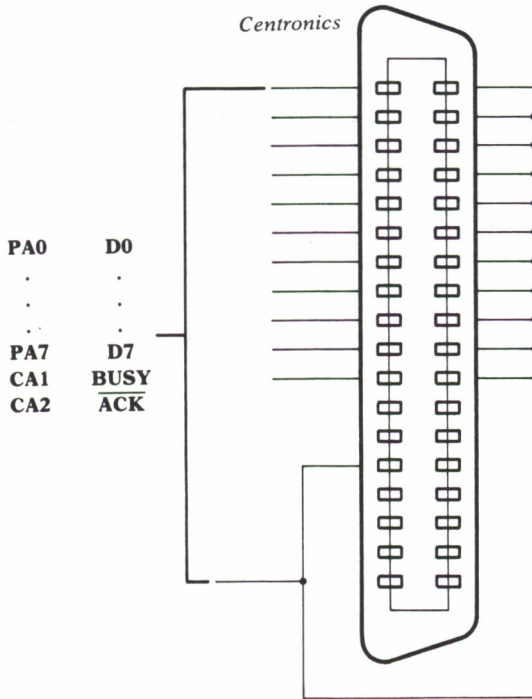 Centronics
PA0 D0
. .
. .
. .
PA7 D7
CA1 BUSY
CA2 ACK